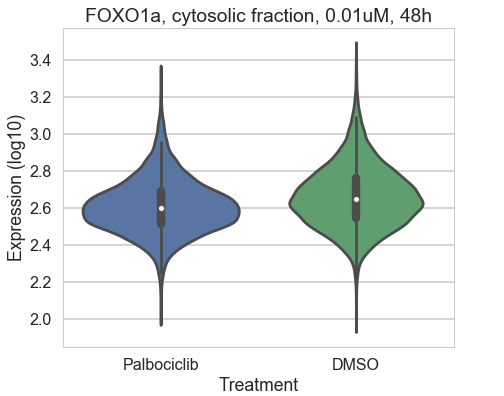 FOXO1a, cytosolic fraction, 0.01uM, 48h
Expression (log10)
3.4
3.2
3.0
2.8
2.6
2.4
2.2
2.0
Palbociclib DMSO
Treatment